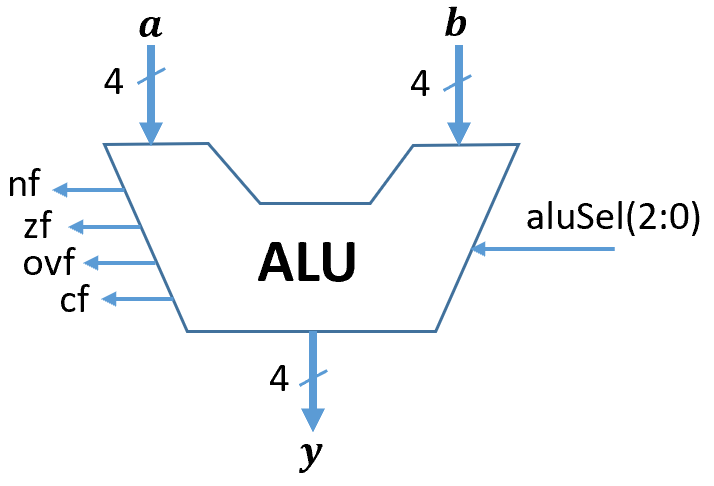 a b
4 4
nf
zf
ovf
cf
aluSel(2:0)
ALU
4
y